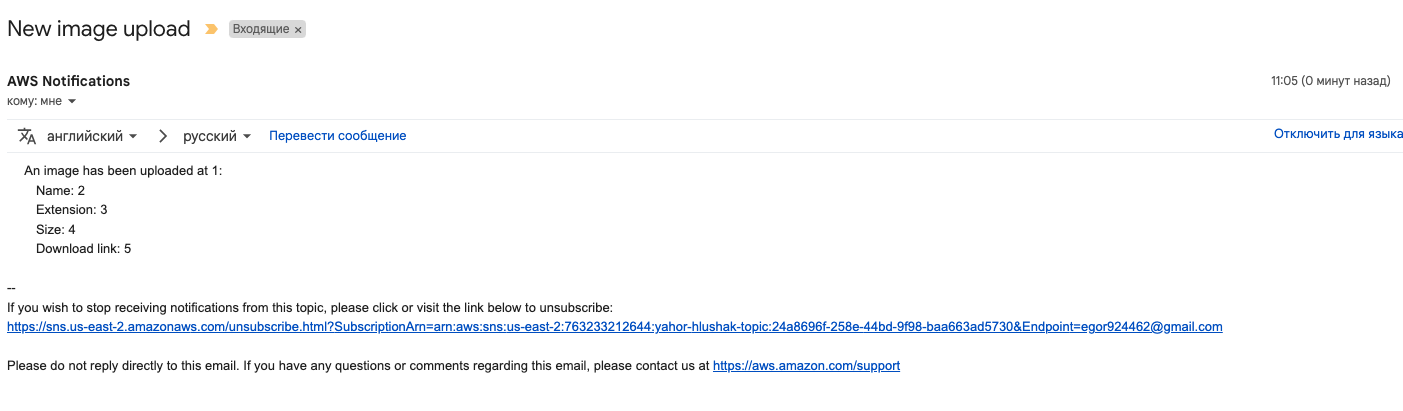 New image upload Входящие ×
AWS Notifications 11:05 (0 минут назад)
кому: мне
английский русский Перевести сообщение Отключить для языка
An image has been uploaded at 1:
Name: 2
Extension: 3
Size: 4
Download link: 5
--
If you wish to stop receiving notifications from this topic, please click or visit the link below to unsubscribe:
https://sns.us-east-2.amazonaws.com/unsubscribe.html?SubscriptionArn=arn:aws:sns:us-east-2:763233212644:yahor-hlushak-topic:24a8696f-258e-44bd-9f98-baa663ad5730&Endpoint=egor924462@gmail.com
Please do not reply directly to this email. If you have any questions or comments regarding this email, please contact us at https://aws.amazon.com/support